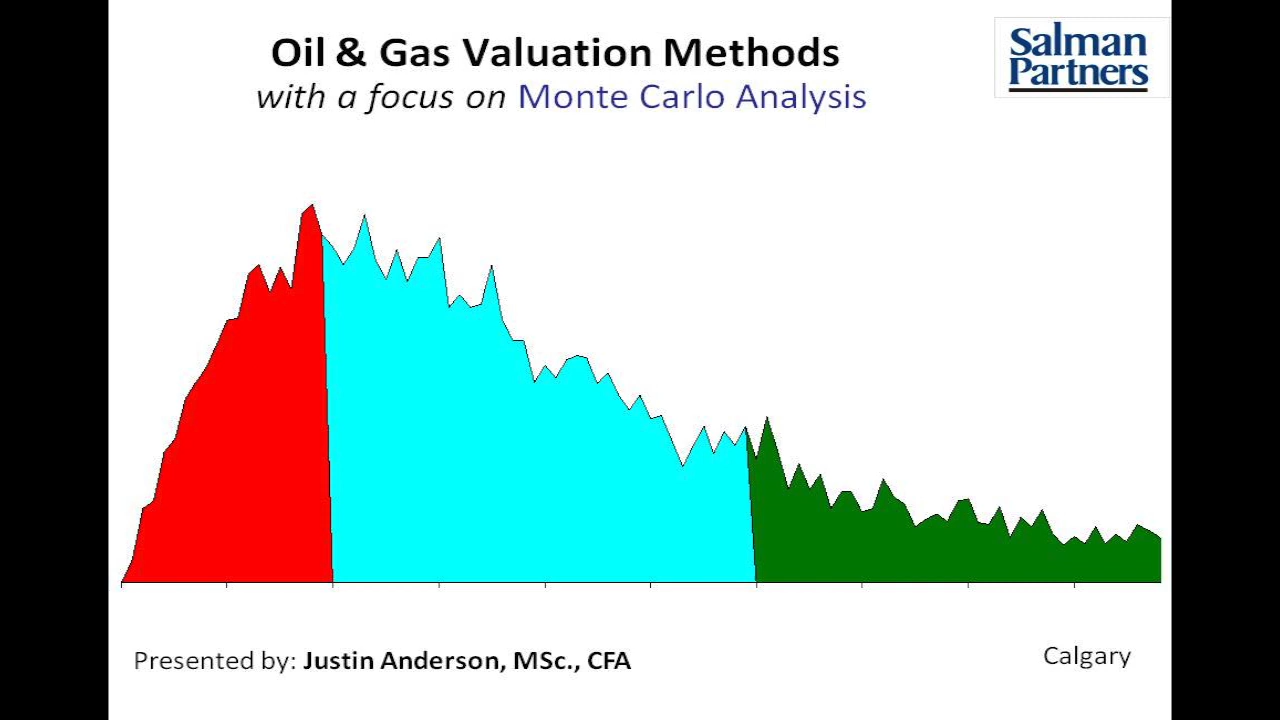 Oil & Gas Valuation Methods
with a focus on Monte Carlo Analysis
Salman
Partners
Presented by: Justin Anderson, MSc., CFA
Calgary